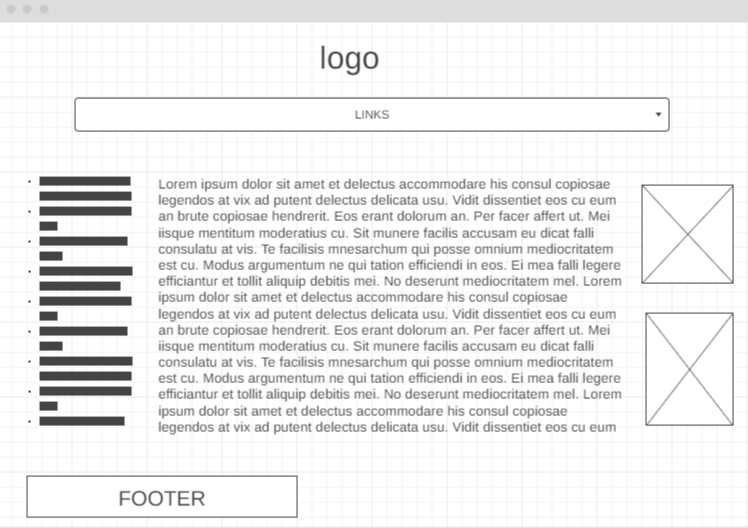 logo
LINKS
Lorem ipsum dolor sit amet et delectus accommodare his consul copiosae
legendos at vix ad putent delectus delicata usu. Vidit dissentiet eos cu eum
an brute copiosae hendrerit. Eos erant dolorum an. Per facer affert ut. Mei
iisque mentitum moderatius cu. Sit munere facilis accusam eu dicat falli
consulatu at vis. Te facilisis mnesarchum qui posse omnium mediocritatem
est cu. Modus argumentum ne qui tation efficiendi in eos. Ei mea falli legere
efficiantur et tollit aliquip debitis mei. No deserunt mediocritatem mel. Lorem
ipsum dolor sit amet et delectus accommodare his consul copiosae
legendos at vix ad putent delectus delicata usu. Vidit dissentiet eos cu eum
an brute copiosae hendrerit. Eos erant dolorum an. Per facer affert ut. Mei
iisque mentitum moderatius cu. Sit munere facilis accusam eu dicat falli
consulatu at vis. Te facilisis mnesarchum qui posse omnium mediocritatem
est cu. Modus argumentum ne qui tation efficiendi in eos. Ei mea falli legere
efficiantur et tollit aliquip debitis mei. No deserunt mediocritatem mel. Lorem
ipsum dolor sit amet et delectus accommodare his consul copiosae
legendos at vix ad putent delectus delicata usu. Vidit dissentiet eos cu eum
FOOTER